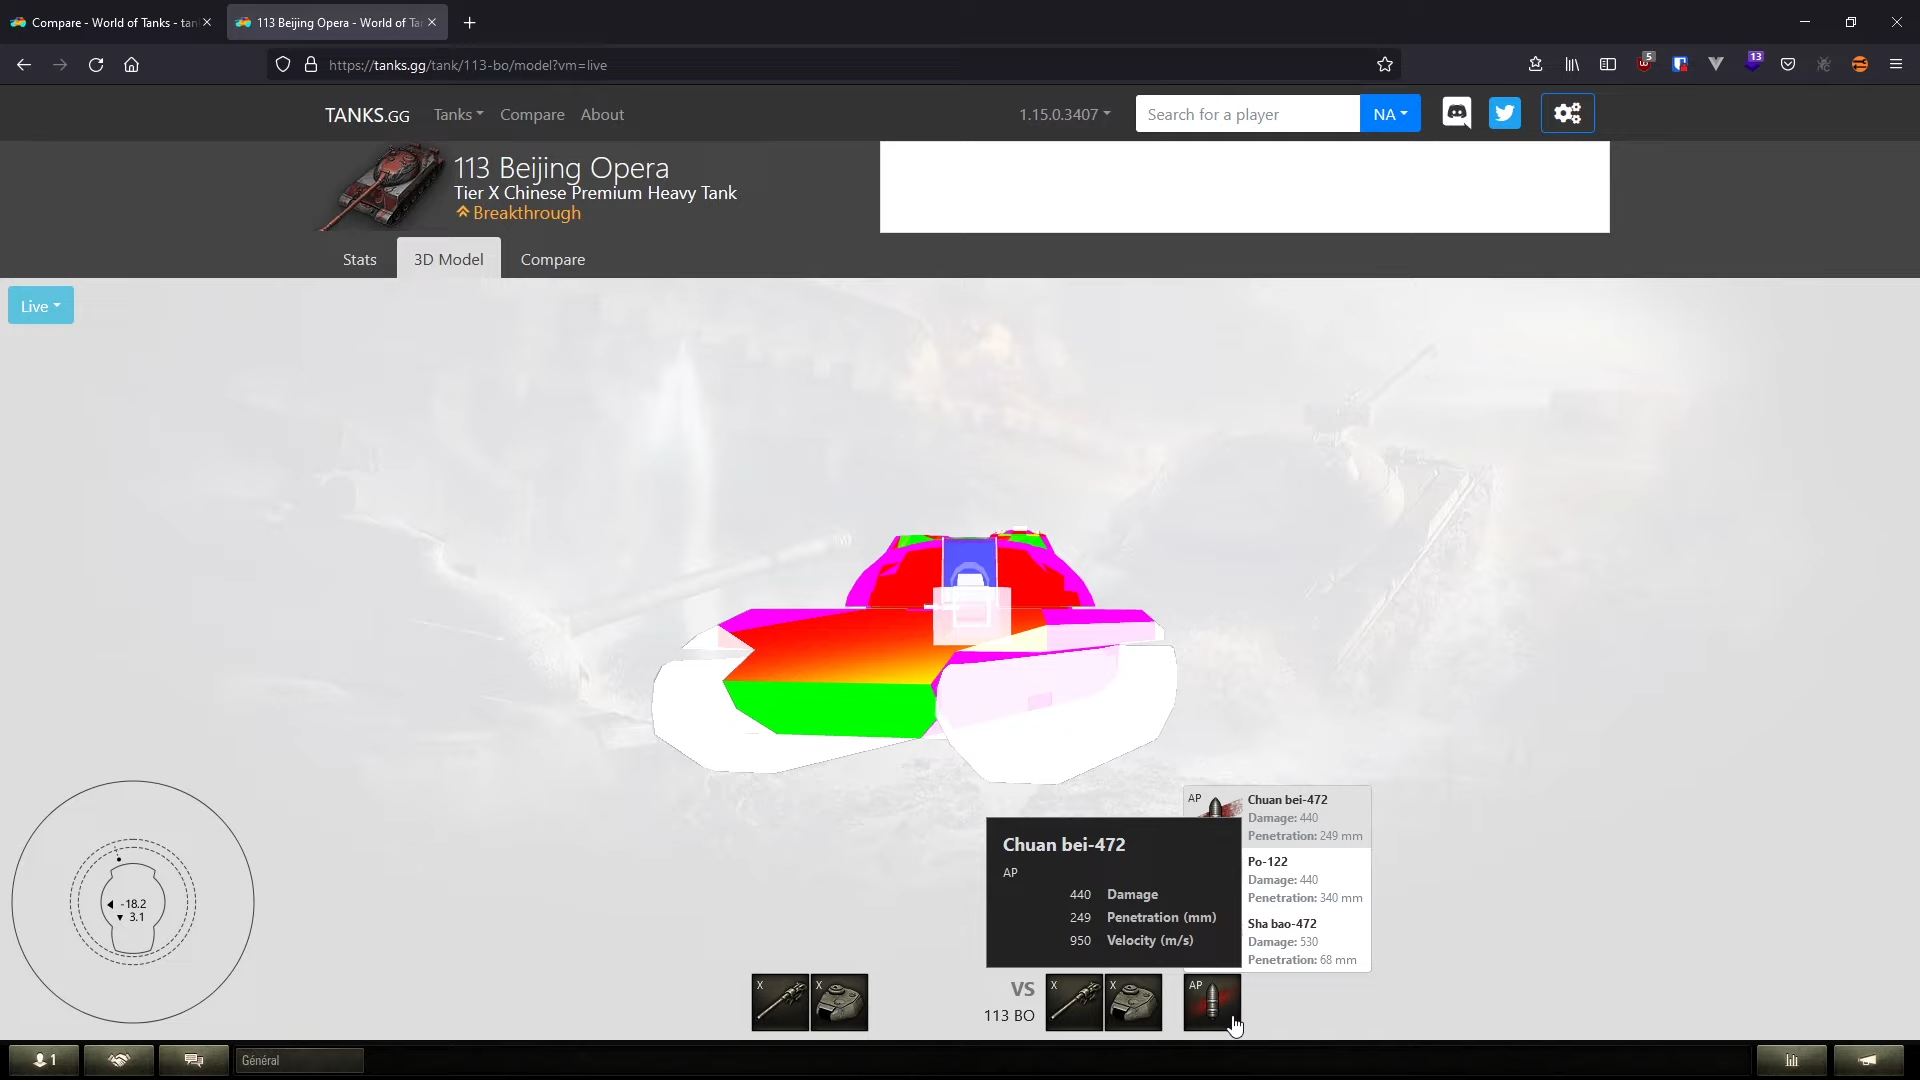 Compare - World of Tanks - tan
113 Beijing Opera - World of Ta
https://tanks.gg/tank/113-bo/model?vm=live
5
13
TANKS.GG
Tanks
Compare
About
1.15.0.3407
Search for a player
NA
113 Beijing Opera
Tier X Chinese Premium Heavy Tank
Breakthrough
Stats
3D Model
Compare
Live
AP
Chuan bei-472
Damage: 440
Penetration: 249 mm
Po-122
Damage: 440
Penetration: 340 mm
Sha bao-472
Damage: 530
Penetration: 68 mm
Chuan bei-472
AP
440 Damage
249 Penetration (mm)
950 Velocity (m/s)
-18.2
3.1
X
X
VS
113 BO
X
X
AP
1
Général